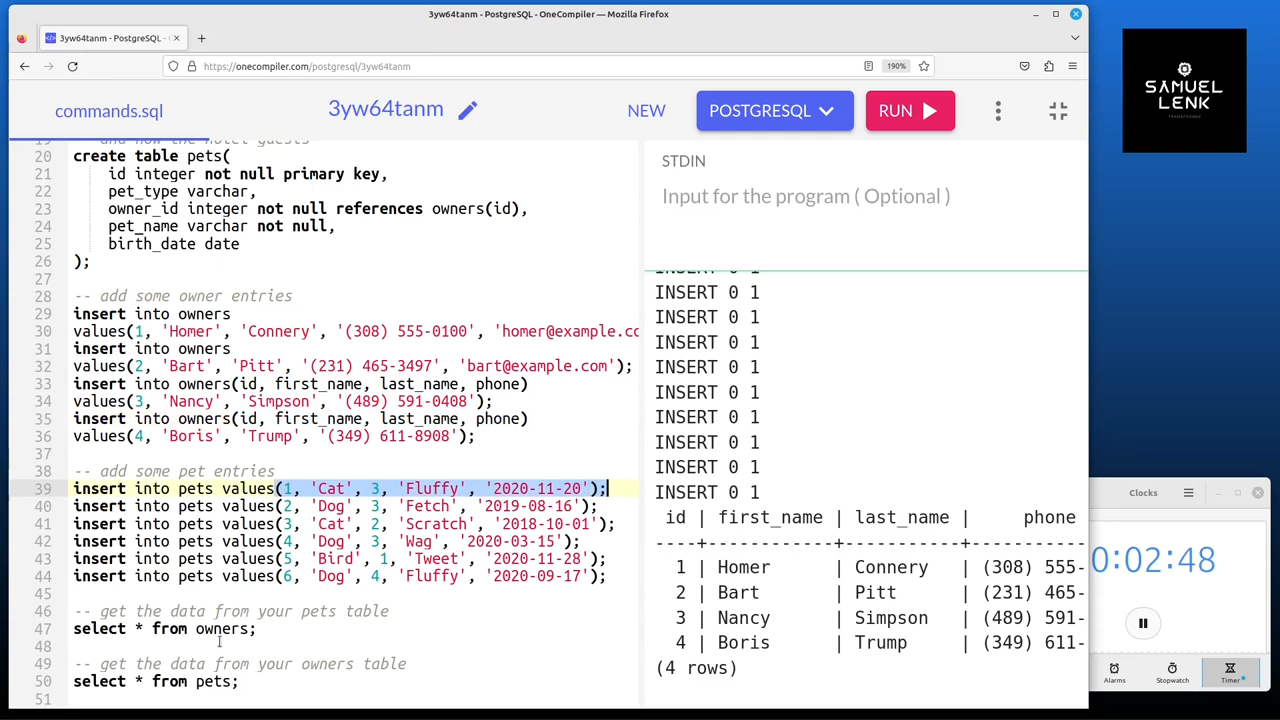 3yw64tanm - PostgreSQL - OneCompiler — Mozilla Firefox
3yw64tanm - PostgreSQL -
https://onecompiler.com/postgresql/3yw64tanm
190%
commands.sql
3yw64tanm
NEW
POSTGRESQL
RUN
19 -- and now the hotel guests
20 create table pets(
21 id integer not null primary key,
22 pet_type varchar,
23 owner_id integer not null references owners(id),
24 pet_name varchar not null,
25 birth_date date
26 );
27
28 -- add some owner entries
29 insert into owners
30 values(1, 'Homer', 'Connery', '(308) 555-0100', 'homer@example.co
31 insert into owners
32 values(2, 'Bart', 'Pitt', '(231) 465-3497', 'bart@example.com');
33 insert into owners(id, first_name, last_name, phone)
34 values(3, 'Nancy', 'Simpson', '(489) 591-0408');
35 insert into owners(id, first_name, last_name, phone)
36 values(4, 'Boris', 'Trump', '(349) 611-8908');
37
38 -- add some pet entries
39 insert into pets values(1, 'Cat', 3, 'Fluffy', '2020-11-20');
40 insert into pets values(2, 'Dog', 3, 'Fetch', '2019-08-16');
41 insert into pets values(3, 'Cat', 2, 'Scratch', '2018-10-01');
42 insert into pets values(4, 'Dog', 3, 'Wag', '2020-03-15');
43 insert into pets values(5, 'Bird', 1, 'Tweet', '2020-11-28');
44 insert into pets values(6, 'Dog', 4, 'Fluffy', '2020-09-17');
45
46 -- get the data from your pets table
47 select * from owners;
48
49 -- get the data from your owners table
50 select * from pets;
51
STDIN
Input for the program ( Optional )
INSERT 0 1
INSERT 0 1
INSERT 0 1
INSERT 0 1
INSERT 0 1
INSERT 0 1
INSERT 0 1
INSERT 0 1
INSERT 0 1
INSERT 0 1
id | first_name | last_name | phone
----+------------+-----------+-----------
1 | Homer | Connery | (308) 555-
2 | Bart | Pitt | (231) 465-
3 | Nancy | Simpson | (489) 591-
4 | Boris | Trump | (349) 611-
(4 rows)
SAMUEL
LENK
Clocks
0:02:48
Alarms
Stopwatch
Timer